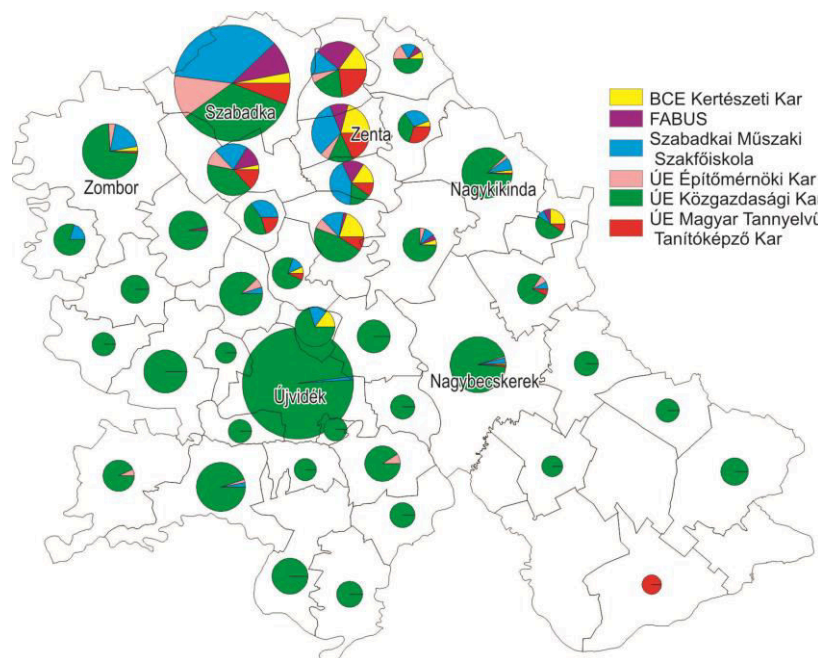 Szabadka
Zenta
Zombor
Nagykikinda
Nagybecskerek
Újvidék
BCE Kertészeti Kar
FABUS
Szabadkai Műszaki
Szakfőiskola
ÚE Építőmérnöki Kar
ÚE Közgazdasági Kar
ÚE Magyar Tannyelvű
Tanítóképző Kar